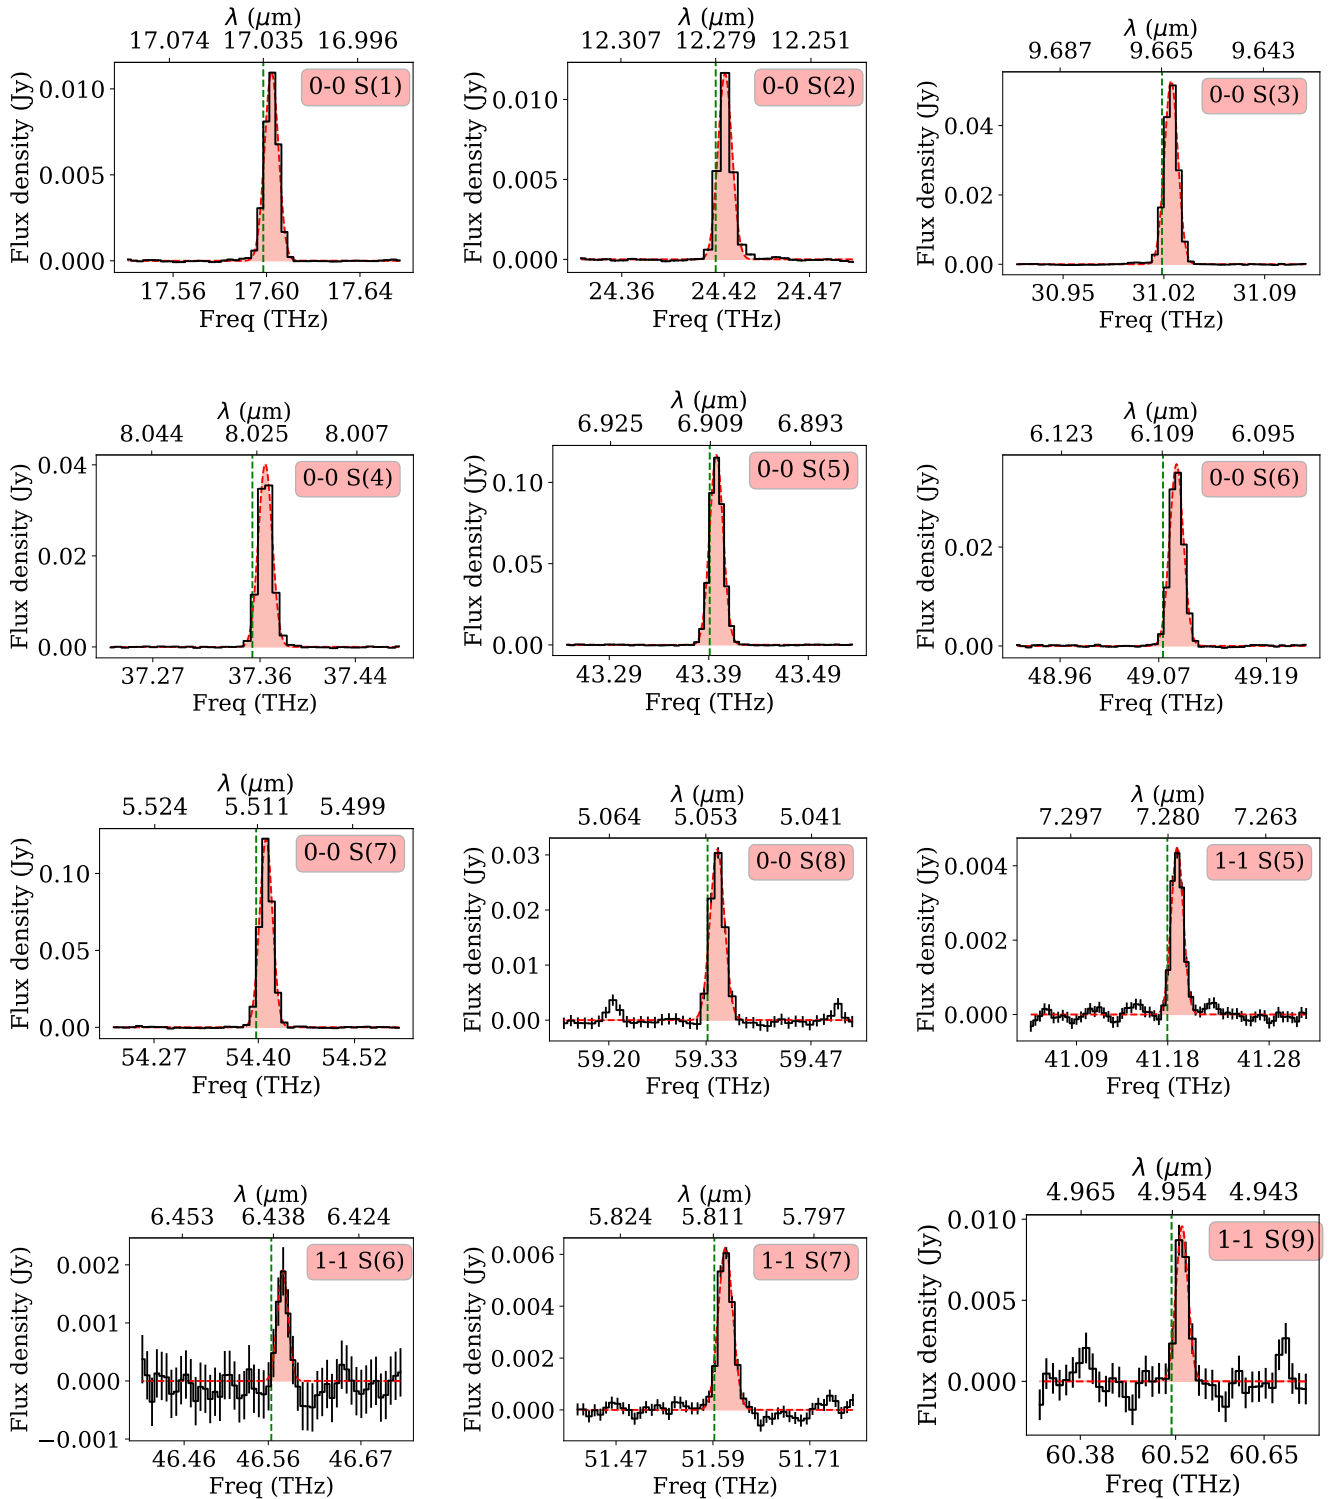 λ (μm)
17.074 17.035 16.996
0-0 S(1)
Flux density (Jy)
0.010
0.005
0.000
17.56 17.60 17.64
Freq (THz)
λ (μm)
12.307 12.279 12.251
0-0 S(2)
Flux density (Jy)
0.010
0.005
0.000
24.36 24.42 24.47
Freq (THz)
λ (μm)
9.687 9.665 9.643
0-0 S(3)
Flux density (Jy)
0.04
0.02
0.00
30.95 31.02 31.09
Freq (THz)
λ (μm)
8.044 8.025 8.007
0-0 S(4)
Flux density (Jy)
0.04
0.02
0.00
37.27 37.36 37.44
Freq (THz)
λ (μm)
6.925 6.909 6.893
0-0 S(5)
Flux density (Jy)
0.10
0.05
0.00
43.29 43.39 43.49
Freq (THz)
λ (μm)
6.123 6.109 6.095
0-0 S(6)
Flux density (Jy)
0.02
0.00
48.96 49.07 49.19
Freq (THz)
λ (μm)
5.524 5.511 5.499
0-0 S(7)
Flux density (Jy)
0.10
0.05
0.00
54.27 54.40 54.52
Freq (THz)
λ (μm)
5.064 5.053 5.041
0-0 S(8)
Flux density (Jy)
0.03
0.02
0.01
0.00
59.20 59.33 59.47
Freq (THz)
λ (μm)
7.297 7.280 7.263
1-1 S(5)
Flux density (Jy)
0.004
0.002
0.000
41.09 41.18 41.28
Freq (THz)
λ (μm)
6.453 6.438 6.424
1-1 S(6)
Flux density (Jy)
0.002
0.001
0.000
−0.001
46.46 46.56 46.67
Freq (THz)
λ (μm)
5.824 5.811 5.797
1-1 S(7)
Flux density (Jy)
0.006
0.004
0.002
0.000
51.47 51.59 51.71
Freq (THz)
λ (μm)
4.965 4.954 4.943
1-1 S(9)
Flux density (Jy)
0.010
0.005
0.000
60.38 60.52 60.65
Freq (THz)